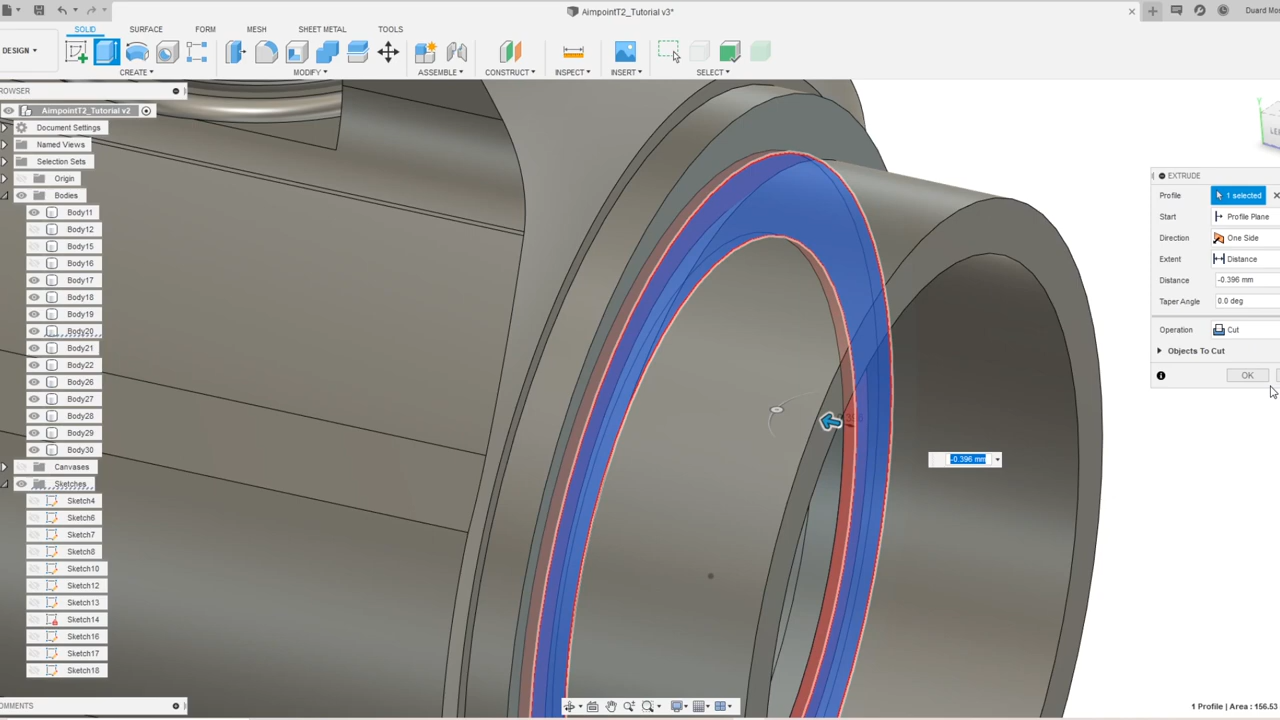 AimpointT2_Tutorial v3*
Duard Mo
SOLID SURFACE FORM MESH SHEET METAL TOOLS
DESIGN
CREATE MODIFY ASSEMBLE CONSTRUCT INSPECT INSERT SELECT
ROWSER
AimpointT2_Tutorial v2
Document Settings
Named Views
Selection Sets
Origin
Bodies
Body11
Body12
Body15
Body16
Body17
Body18
Body19
Body20
Body21
Body22
Body26
Body27
Body28
Body29
Body30
Canvases
Sketches
Sketch4
Sketch6
Sketch7
Sketch8
Sketch10
Sketch12
Sketch13
Sketch14
Sketch16
Sketch17
Sketch18
OMMENTS
EXTRUDE
Profile 1 selected
Start Profile Plane
Direction One Side
Extent Distance
Distance -0.396 mm
Taper Angle 0.0 deg
Operation Cut
Objects To Cut
OK
-0.396 mm
1 Profile | Area : 156.53